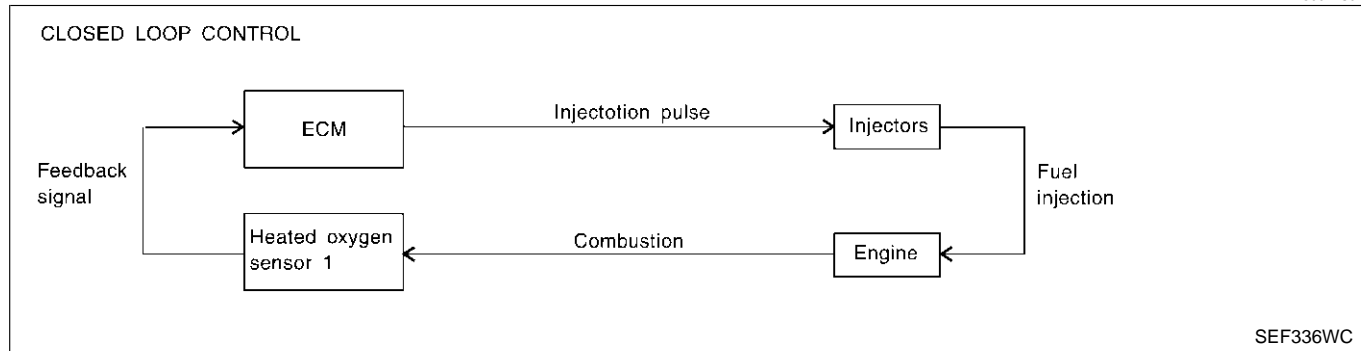 CLOSED LOOP CONTROL
ECM
Injectotion pulse
Injectors
Feedback
signal
Fuel
injection
Heated oxygen
sensor 1
Combustion
Engine
SEF336WC